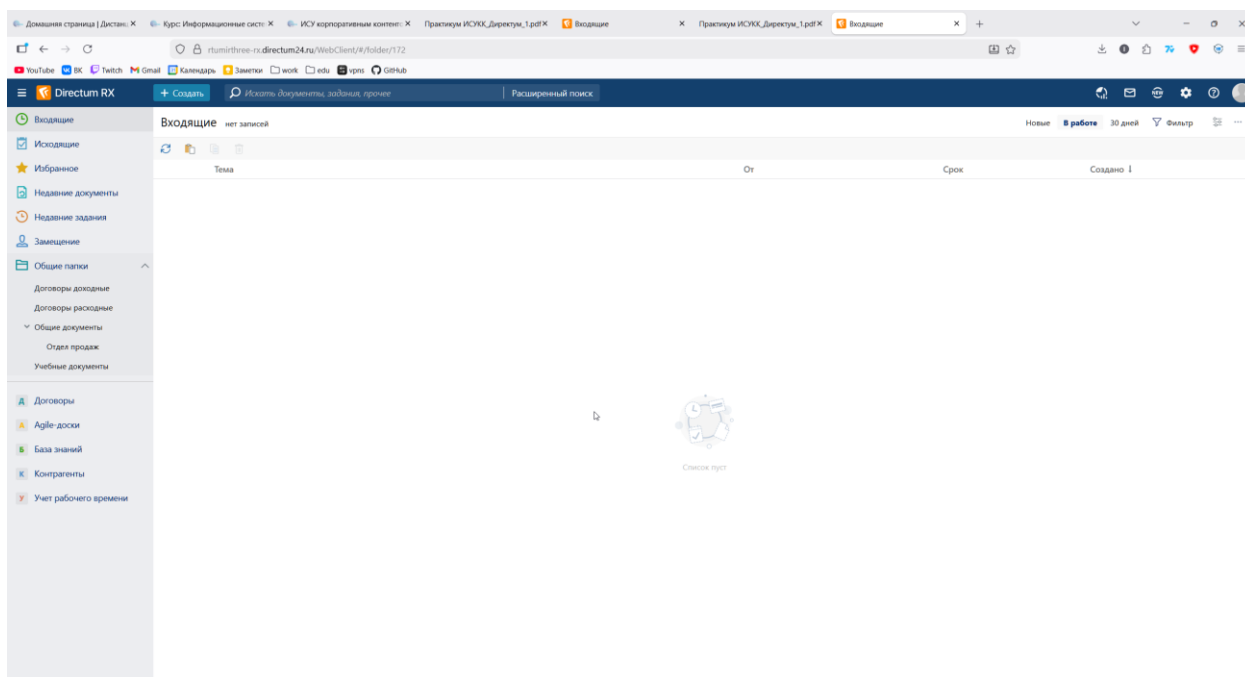 Домашняя страница | Дистанц
Курс: Информационные систе
ИСУ корпоративным контент
Практикум ИСУКК_Директум_1.pdf
Входящие
Практикум ИСУКК_Директум_1.pdf
Входящие
rtumirthree-rx.directum24.ru/WebClient/#/folder/172
YouTube ВК Twitch Gmail Календарь Заметки work edu vpns GitHub
Directum RX + Создать Искать документы, задания, прочее Расширенный поиск
Входящие
Исходящие
Избранное
Недавние документы
Недавние задания
Замещение
Общие папки
Договоры доходные
Договоры расходные
Общие документы
Отдел продаж
Учебные документы
Д Договоры
A Agile-доски
Б База знаний
К Контрагенты
У Учет рабочего времени
Входящие нет записей
Новые В работе 30 дней Фильтр
Тема От Срок Создано ↓
Список пуст